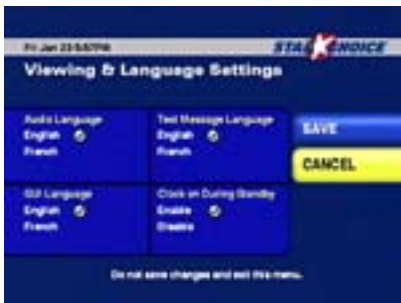 Fri Jan 23 5:57PM
STAR CHOICE
Viewing & Language Settings
Audio Language
English
French
Text Message Language
English
French
SAVE
CANCEL
GUI Language
English
French
Clock on During Standby
Enable
Disable
Do not save changes and exit this menu.